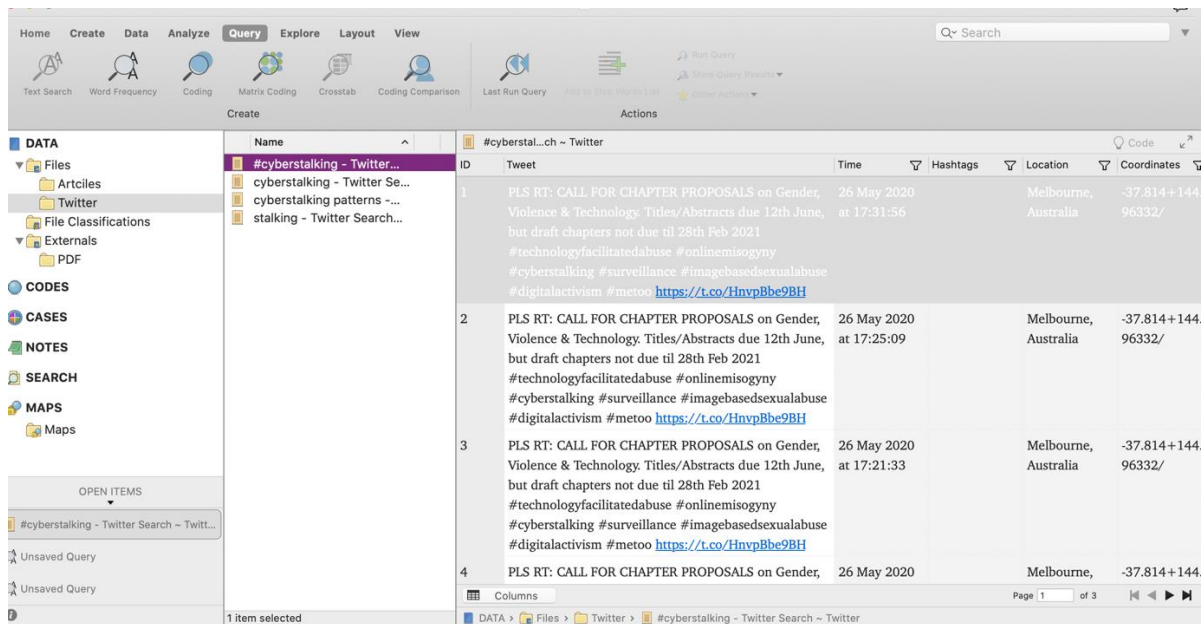 Home Create Data Analyze Query Explore Layout View Search
Text Search Word Frequency Coding Matrix Coding Crosstab Coding Comparison Last Run Query Add to Stop Words List
Run Query
Show Query Results
Other Actions
Create Actions
DATA
Files
Artciles
Twitter
File Classifications
Externals
PDF
CODES
CASES
NOTES
SEARCH
MAPS
Maps
OPEN ITEMS
#cyberstalking - Twitter Search ~ Twitt...
Unsaved Query
Unsaved Query
Name
#cyberstalking - Twitter...
cyberstalking - Twitter Se...
cyberstalking patterns -...
stalking - Twitter Search...
1 item selected
#cyberstal...ch ~ Twitter Code
ID Tweet Time Hashtags Location Coordinates
1 PLS RT: CALL FOR CHAPTER PROPOSALS on Gender, 26 May 2020 Melbourne, -37.814+144.
Violence & Technology. Titles/Abstracts due 12th June, at 17:31:56 Australia 96332/
but draft chapters not due til 28th Feb 2021
#technologyfacilitatedabuse #onlinemisogyny
#cyberstalking #surveillance #imagebasedsexualabuse
#digitalactivism #metoo https://t.co/HnvpBbe9BH
2 PLS RT: CALL FOR CHAPTER PROPOSALS on Gender, 26 May 2020 Melbourne, -37.814+144.
Violence & Technology. Titles/Abstracts due 12th June, at 17:25:09 Australia 96332/
but draft chapters not due til 28th Feb 2021
#technologyfacilitatedabuse #onlinemisogyny
#cyberstalking #surveillance #imagebasedsexualabuse
#digitalactivism #metoo https://t.co/HnvpBbe9BH
3 PLS RT: CALL FOR CHAPTER PROPOSALS on Gender, 26 May 2020 Melbourne, -37.814+144.
Violence & Technology. Titles/Abstracts due 12th June, at 17:21:33 Australia 96332/
but draft chapters not due til 28th Feb 2021
#technologyfacilitatedabuse #onlinemisogyny
#cyberstalking #surveillance #imagebasedsexualabuse
#digitalactivism #metoo https://t.co/HnvpBbe9BH
4 PLS RT: CALL FOR CHAPTER PROPOSALS on Gender, 26 May 2020 Melbourne, -37.814+144.
Columns Page 1 of 3
DATA > Files > Twitter > #cyberstalking - Twitter Search ~ Twitter